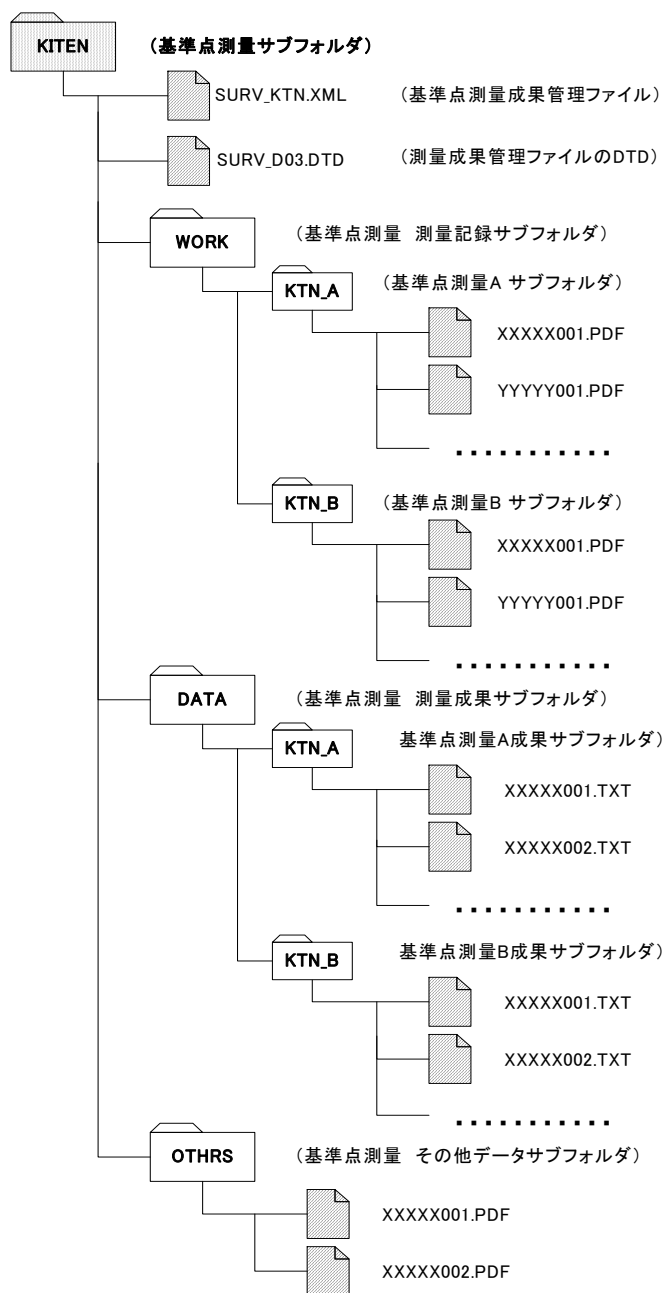 KITEN （基準点測量サブフォルダ）
SURV_KTN.XML （基準点測量成果管理ファイル）
SURV_D03.DTD （測量成果管理ファイルのDTD）
WORK （基準点測量 測量記録サブフォルダ）
KTN_A （基準点測量A サブフォルダ）
XXXXX001.PDF
YYYYY001.PDF
...........
KTN_B （基準点測量B サブフォルダ）
XXXXX001.PDF
YYYYY001.PDF
...........
DATA （基準点測量 測量成果サブフォルダ）
KTN_A 基準点測量A成果サブフォルダ）
XXXXX001.TXT
XXXXX002.TXT
...........
KTN_B 基準点測量B成果サブフォルダ）
XXXXX001.TXT
XXXXX002.TXT
...........
OTHRS （基準点測量 その他データサブフォルダ）
XXXXX001.PDF
XXXXX002.PDF